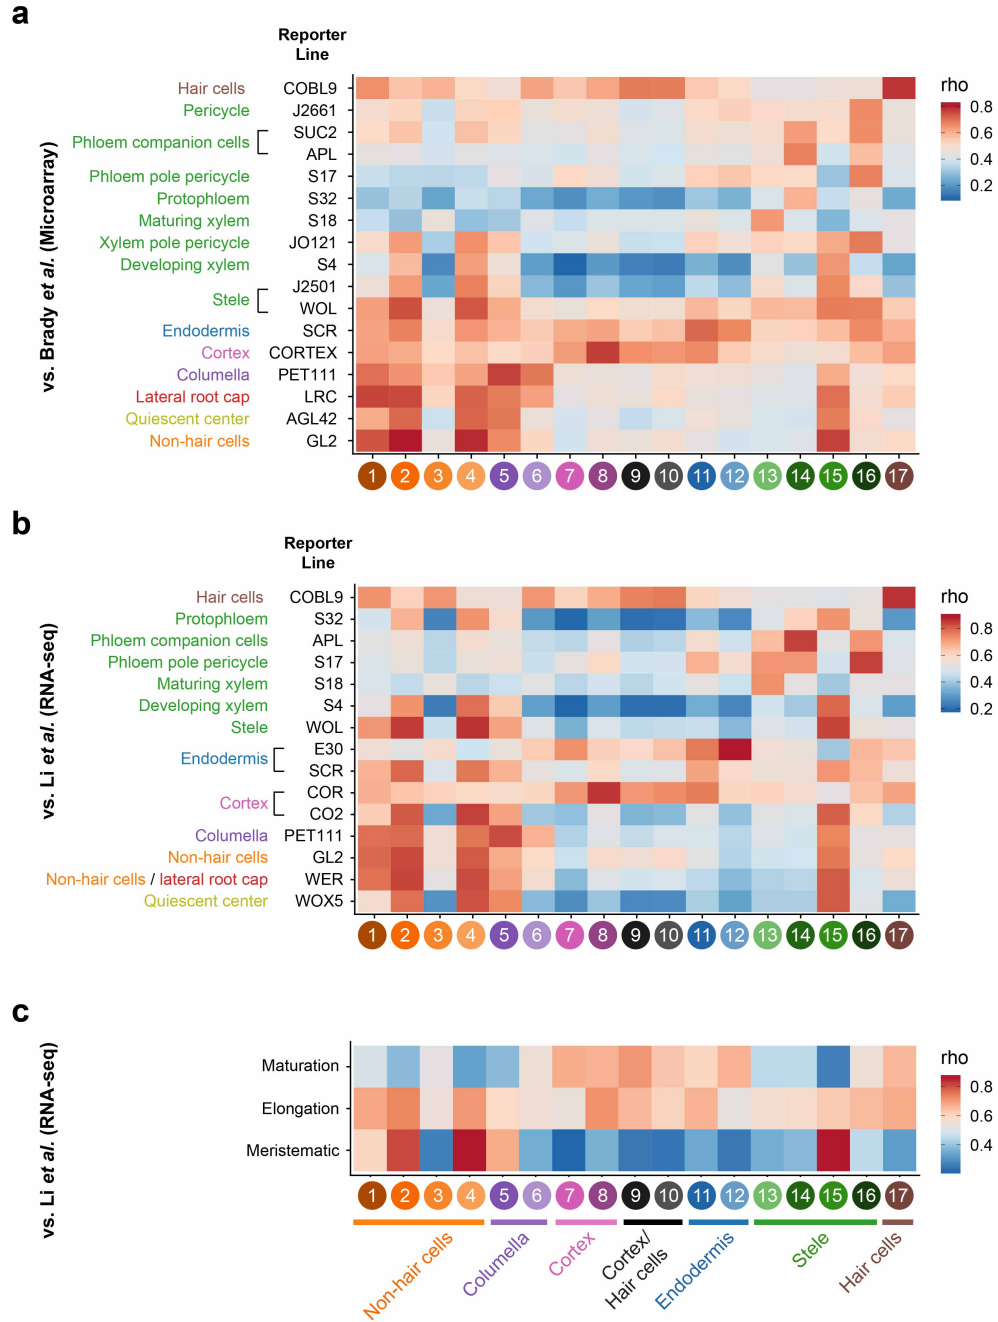 a
Reporter
Line
vs. Brady et al. (Microarray)
Hair cells COBL9
Pericycle J2661
Phloem companion cells SUC2
APL
Phloem pole pericycle S17
Protophloem S32
Maturing xylem S18
Xylem pole pericycle JO121
Developing xylem S4
Stele J2501
WOL
Endodermis SCR
Cortex CORTEX
Columella PET111
Lateral root cap LRC
Quiescent center AGL42
Non-hair cells GL2
1 2 3 4 5 6 7 8 9 10 11 12 13 14 15 16 17
rho
0.8
0.6
0.4
0.2
b
Reporter
Line
vs. Li et al. (RNA-seq)
Hair cells COBL9
Protophloem S32
Phloem companion cells APL
Phloem pole pericycle S17
Maturing xylem S18
Developing xylem S4
Stele WOL
Endodermis E30
SCR
Cortex COR
CO2
Columella PET111
Non-hair cells GL2
Non-hair cells / lateral root cap WER
Quiescent center WOX5
1 2 3 4 5 6 7 8 9 10 11 12 13 14 15 16 17
rho
0.8
0.6
0.4
0.2
c
vs. Li et al. (RNA-seq)
Maturation
Elongation
Meristematic
1 2 3 4 5 6 7 8 9 10 11 12 13 14 15 16 17
Non-hair cells
Columella
Cortex
Cortex/
Hair cells
Endodermis
Stele
Hair cells
rho
0.8
0.6
0.4